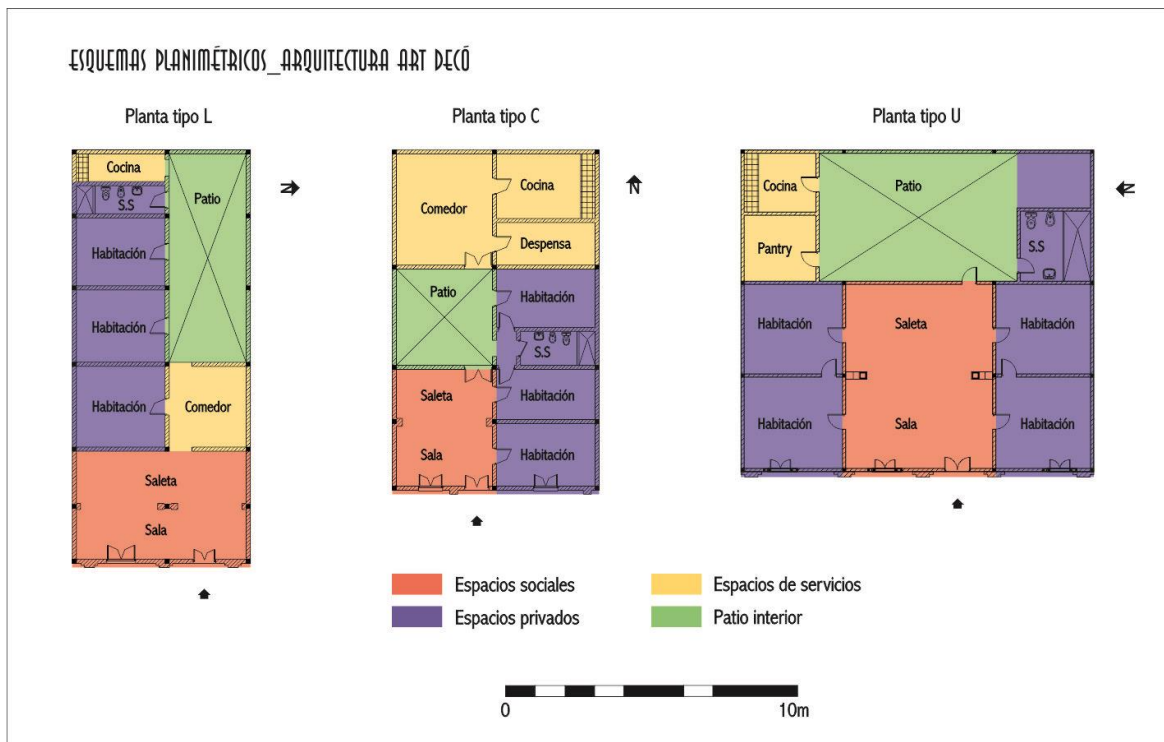 ESQUEMAS PLANIMÉTRICOS_ARQUITECTURA ART DECÓ
Planta tipo L
Cocina
S.S
Patio
Habitación
Habitación
Habitación
Comedor
Saleta
Sala
N
Planta tipo C
Comedor
Cocina
Despensa
Patio
Habitación
S.S
Saleta
Habitación
Sala
Habitación
N
Planta tipo U
Cocina
Patio
Pantry
S.S
Habitación
Saleta
Habitación
Habitación
Sala
Habitación
N
Espacios sociales
Espacios de servicios
Espacios privados
Patio interior
0
10m